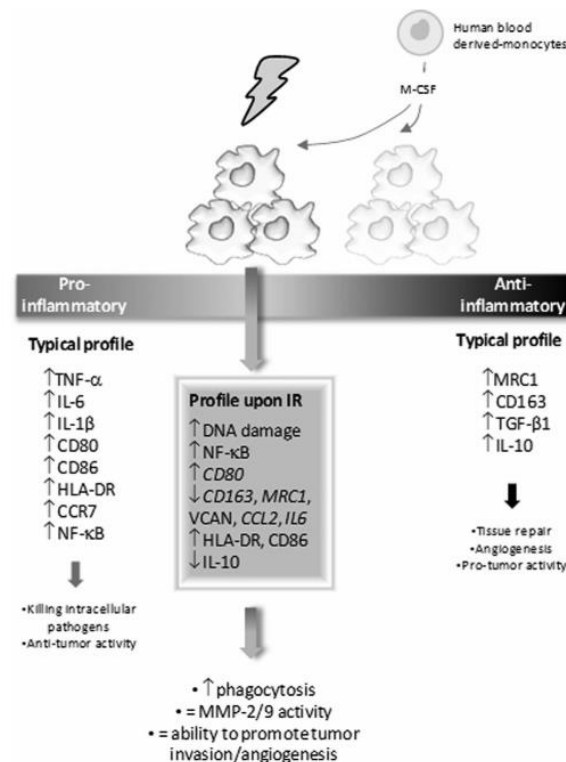 Human blood
derived-monocytes
M-CSF
Pro-
inflammatory
Anti-
inflammatory
Typical profile
↑TNF-α
↑IL-6
↑IL-1β
↑CD80
↑CD86
↑HLA-DR
↑CCR7
↑NF-κB
•Killing intracellular
pathogens
•Anti-tumor activity
Profile upon IR
↑DNA damage
↑NF-κB
↑CD80
↓CD163, MRC1,
VCAN, CCL2, IL6
↑HLA-DR, CD86
↓IL-10
• ↑ phagocytosis
• = MMP-2/9 activity
• = ability to promote tumor
invasion/angiogenesis
Typical profile
↑MRC1
↑CD163
↑TGF-β1
↑IL-10
•Tissue repair
•Angiogenesis
•Pro-tumor activity